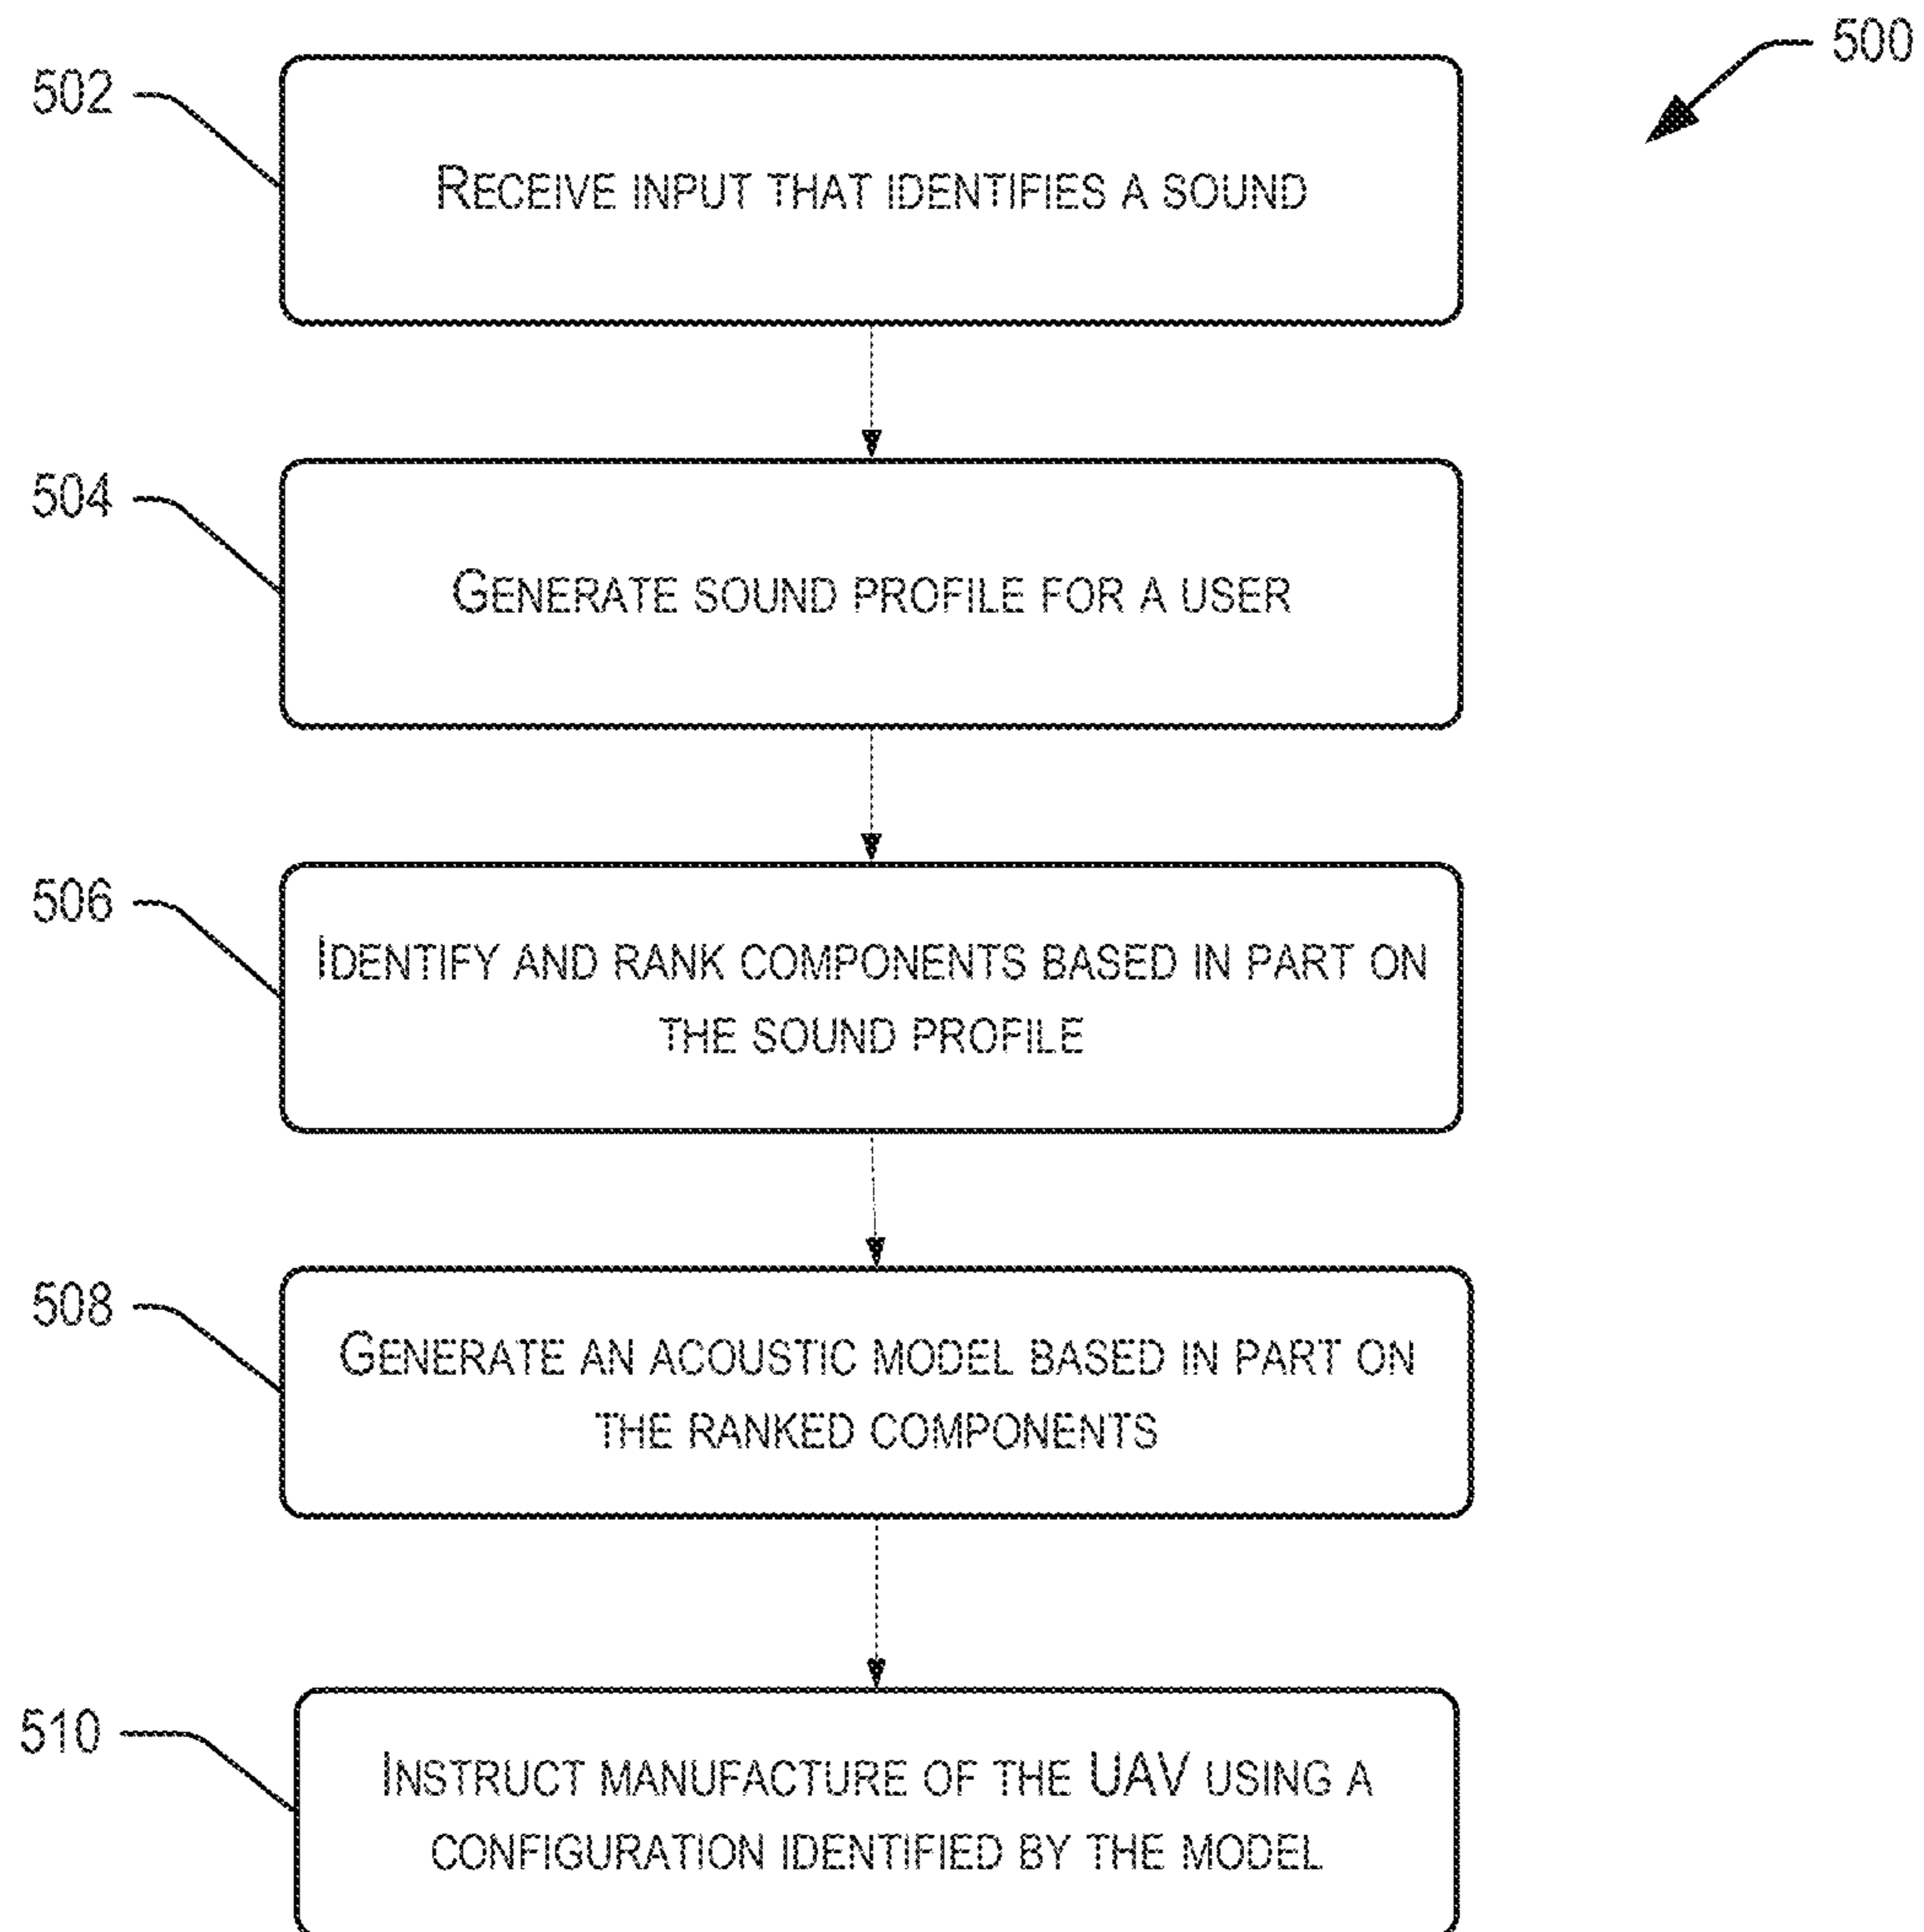 500
502
RECEIVE INPUT THAT IDENTIFIES A SOUND
504
GENERATE SOUND PROFILE FOR A USER
506
IDENTIFY AND RANK COMPONENTS BASED IN PART ON
THE SOUND PROFILE
508
GENERATE AN ACOUSTIC MODEL BASED IN PART ON
THE RANKED COMPONENTS
510
INSTRUCT MANUFACTURE OF THE UAV USING A
CONFIGURATION IDENTIFIED BY THE MODEL